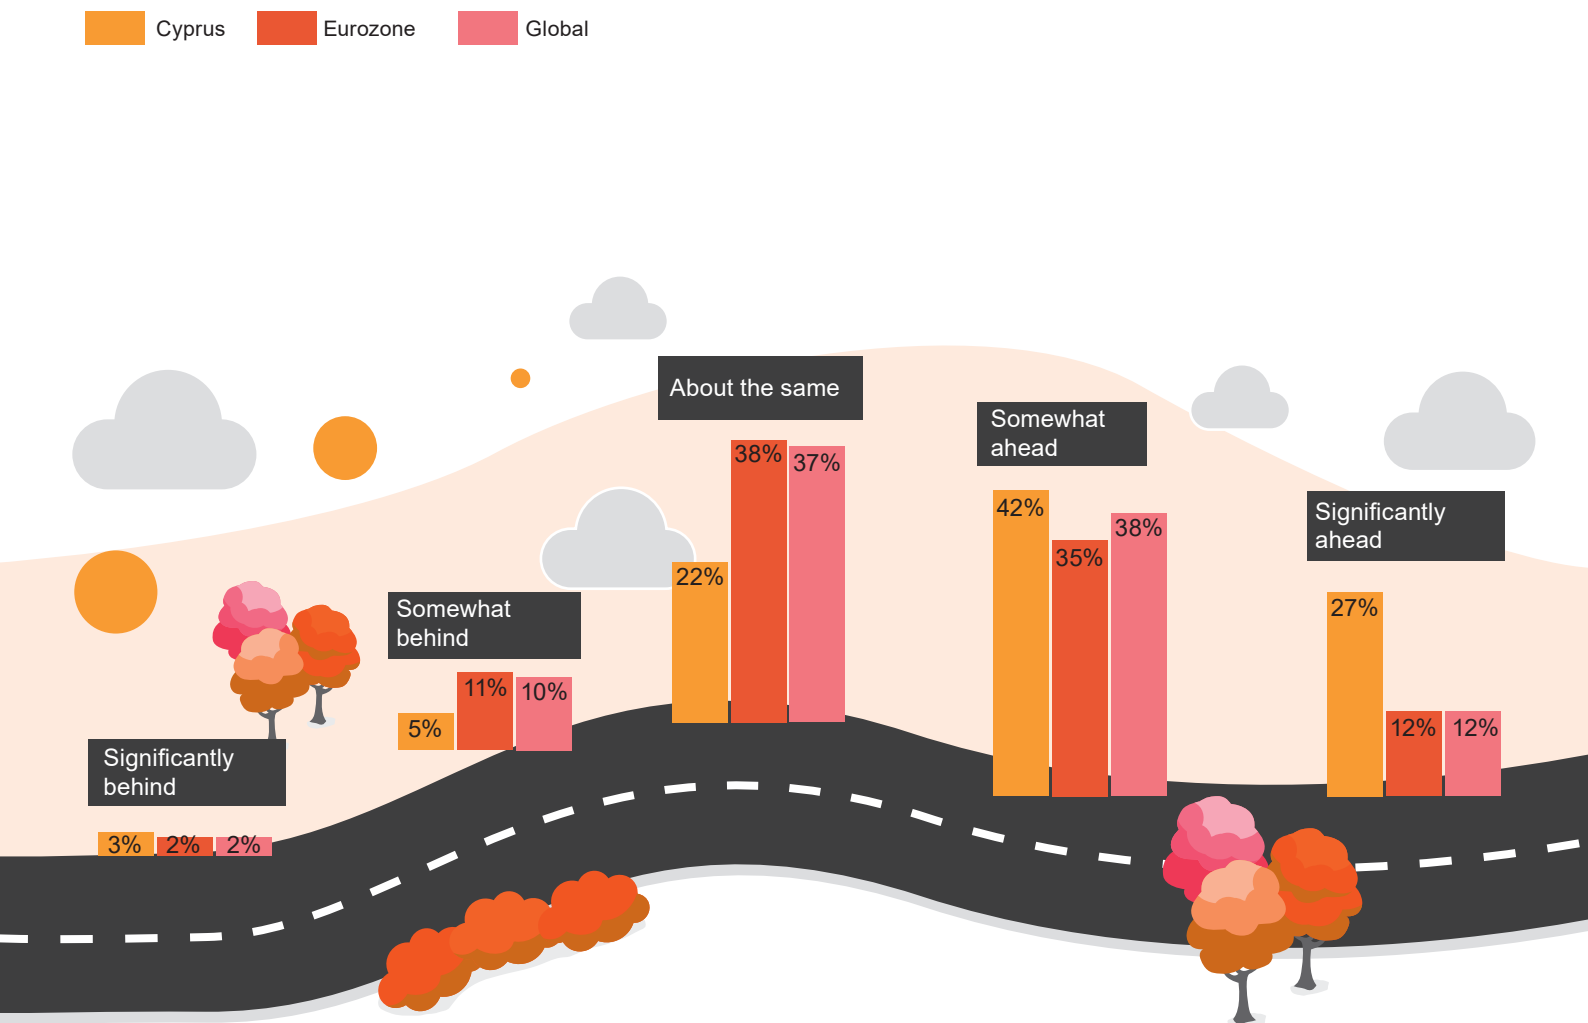 Cyprus
Eurozone
Global
Significantly
behind
3%
2%
2%
Somewhat
behind
5%
11%
10%
About the same
22%
38%
37%
Somewhat
ahead
42%
35%
38%
Significantly
ahead
27%
12%
12%